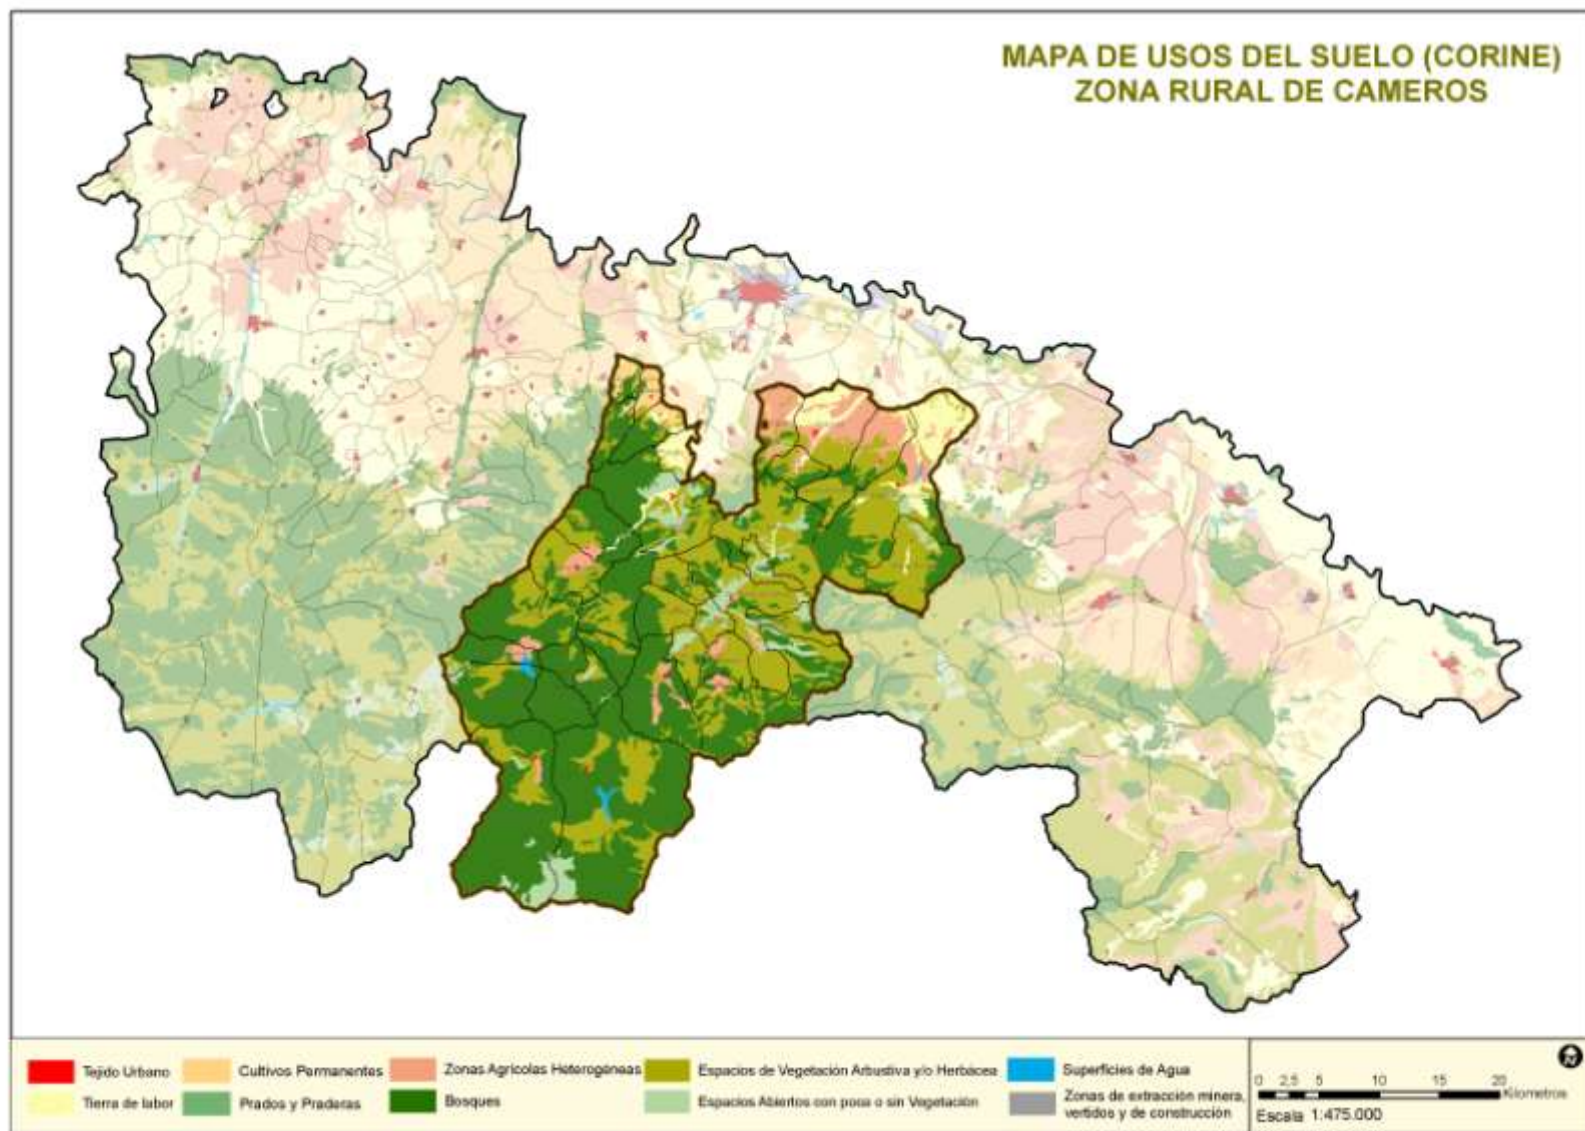 MAPA DE USOS DEL SUELO (CORINE)
ZONA RURAL DE CAMEROS
Tejido Urbano
Cultivos Permanentes
Zonas Agrícolas Heterogéneas
Espacios de Vegetación Arbustiva y/o Herbácea
Superficies de Agua
Tierra de labor
Prados y Praderas
Bosques
Espacios Abiertos con poca o sin Vegetación
Zonas de extracción minera,
vertidos y de construcción
0 2,5 5 10 15 20
Kilometros
Escala 1:475.000